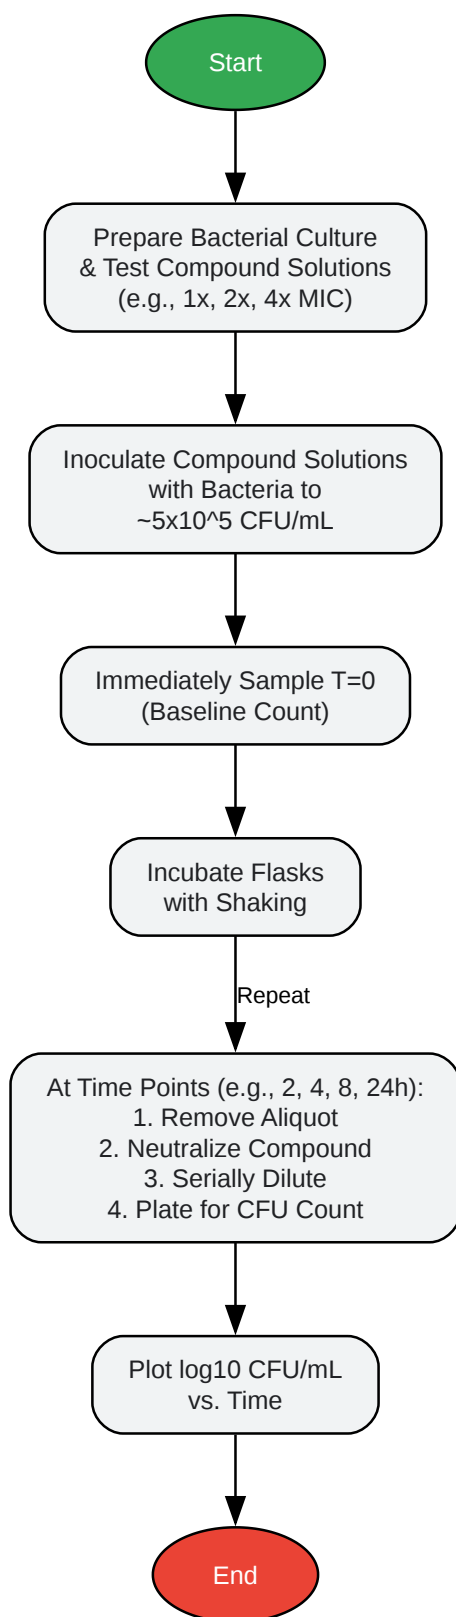 Start
Prepare Bacterial Culture
& Test Compound Solutions
(e.g., 1x, 2x, 4x MIC)
Inoculate Compound Solutions
with Bacteria to
~5x10^5 CFU/mL
Immediately Sample T=0
(Baseline Count)
Incubate Flasks
with Shaking
Repeat
At Time Points (e.g., 2, 4, 8, 24h):
1. Remove Aliquot
2. Neutralize Compound
3. Serially Dilute
4. Plate for CFU Count
Plot log10 CFU/mL
vs. Time
End